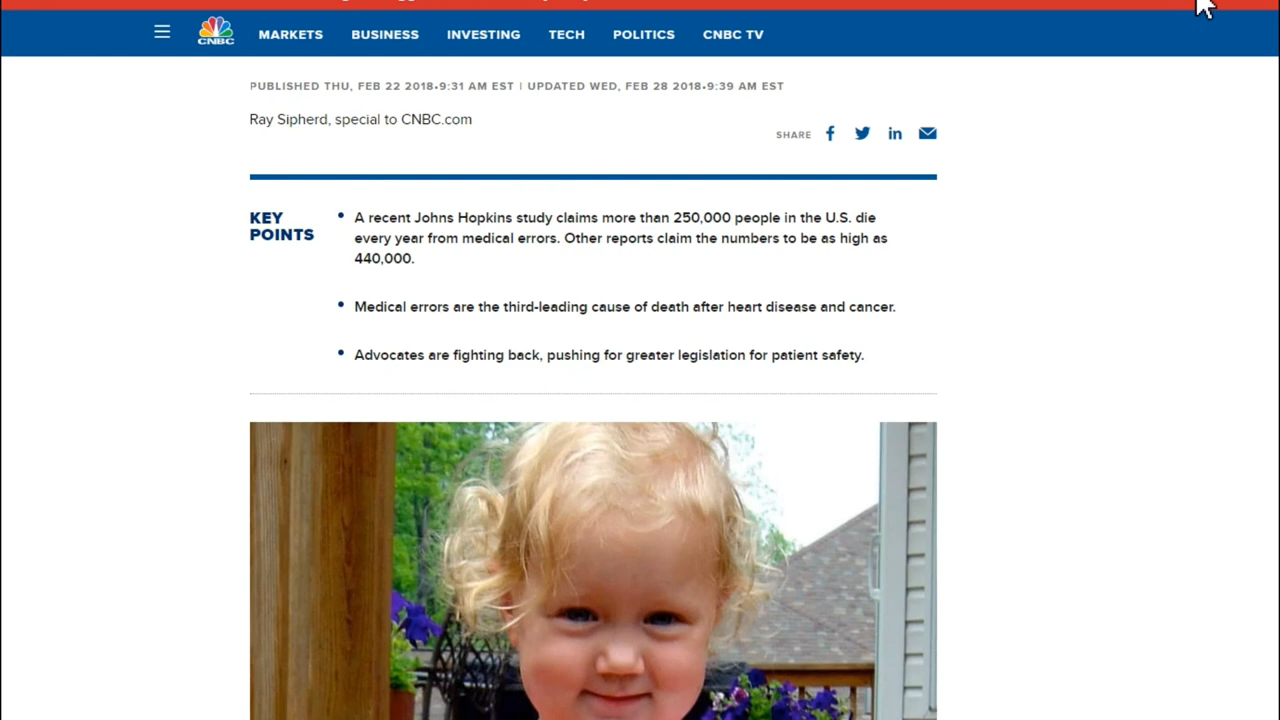 CNBC
MARKETS BUSINESS INVESTING TECH POLITICS CNBC TV
PUBLISHED THU, FEB 22 2018•9:31 AM EST | UPDATED WED, FEB 28 2018•9:39 AM EST
Ray Sipherd, special to CNBC.com
SHARE
KEY
POINTS
• A recent Johns Hopkins study claims more than 250,000 people in the U.S. die
every year from medical errors. Other reports claim the numbers to be as high as
440,000.
• Medical errors are the third-leading cause of death after heart disease and cancer.
• Advocates are fighting back, pushing for greater legislation for patient safety.